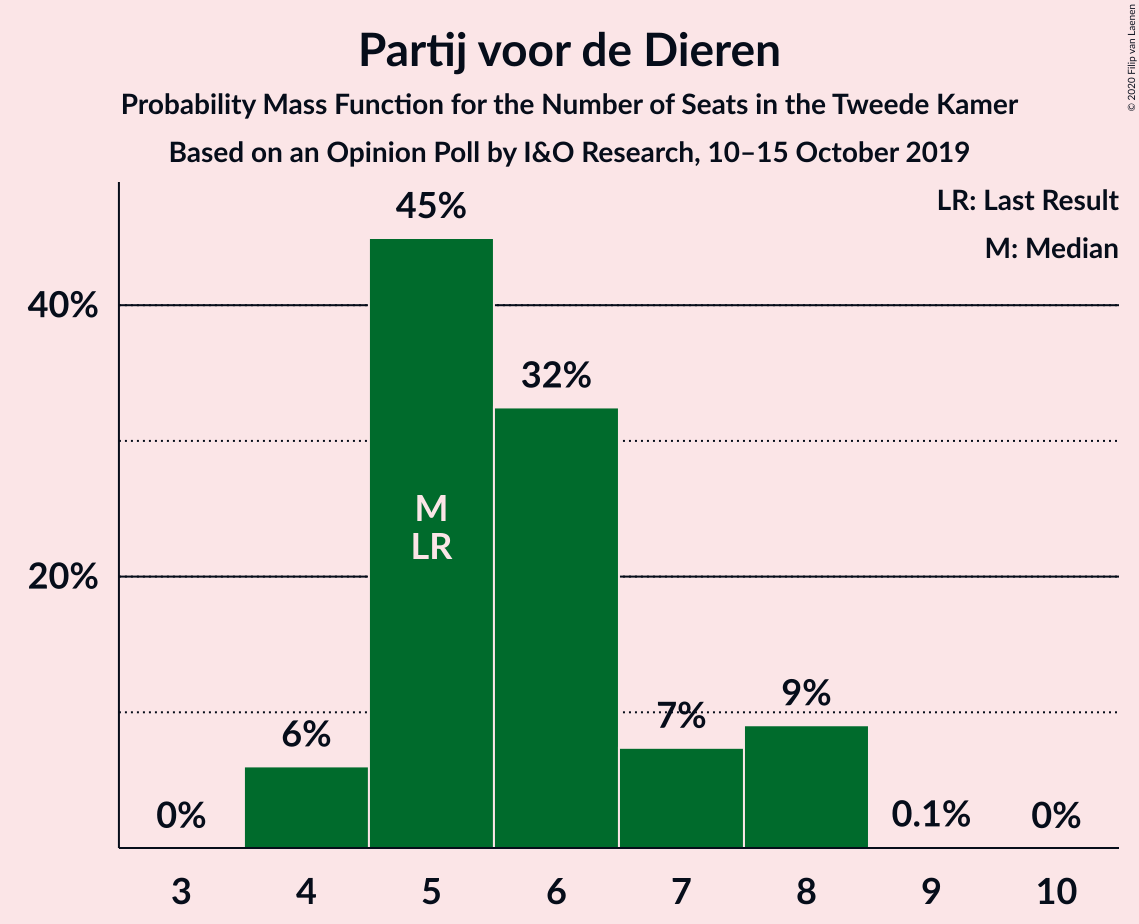 Partij voor de Dieren
Probability Mass Function for the Number of Seats in the Tweede Kamer
Based on an Opinion Poll by I&O Research, 10–15 October 2019
© 2020 Filip van Laenen
LR: Last Result
M: Median
45%
40%
32%
M
LR
20%
9%
7%
6%
0%
0.1%
0%
3 4 5 6 7 8 9 10